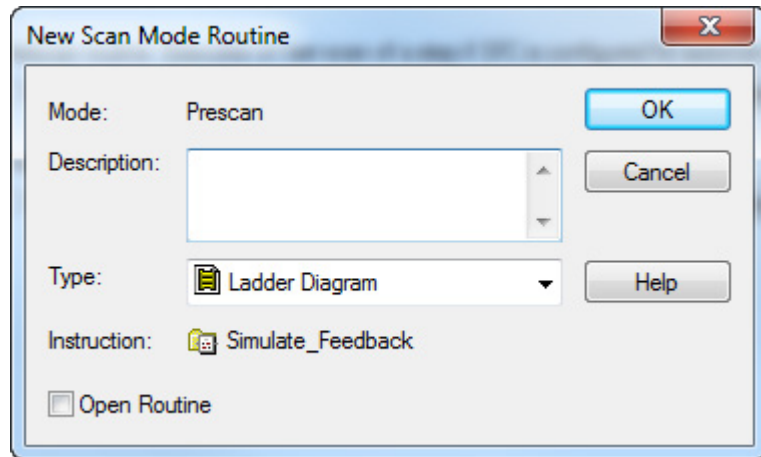 New Scan Mode Routine
Mode: Prescan
OK
Description:
Cancel
Type: Ladder Diagram
Help
Instruction: Simulate_Feedback
Open Routine